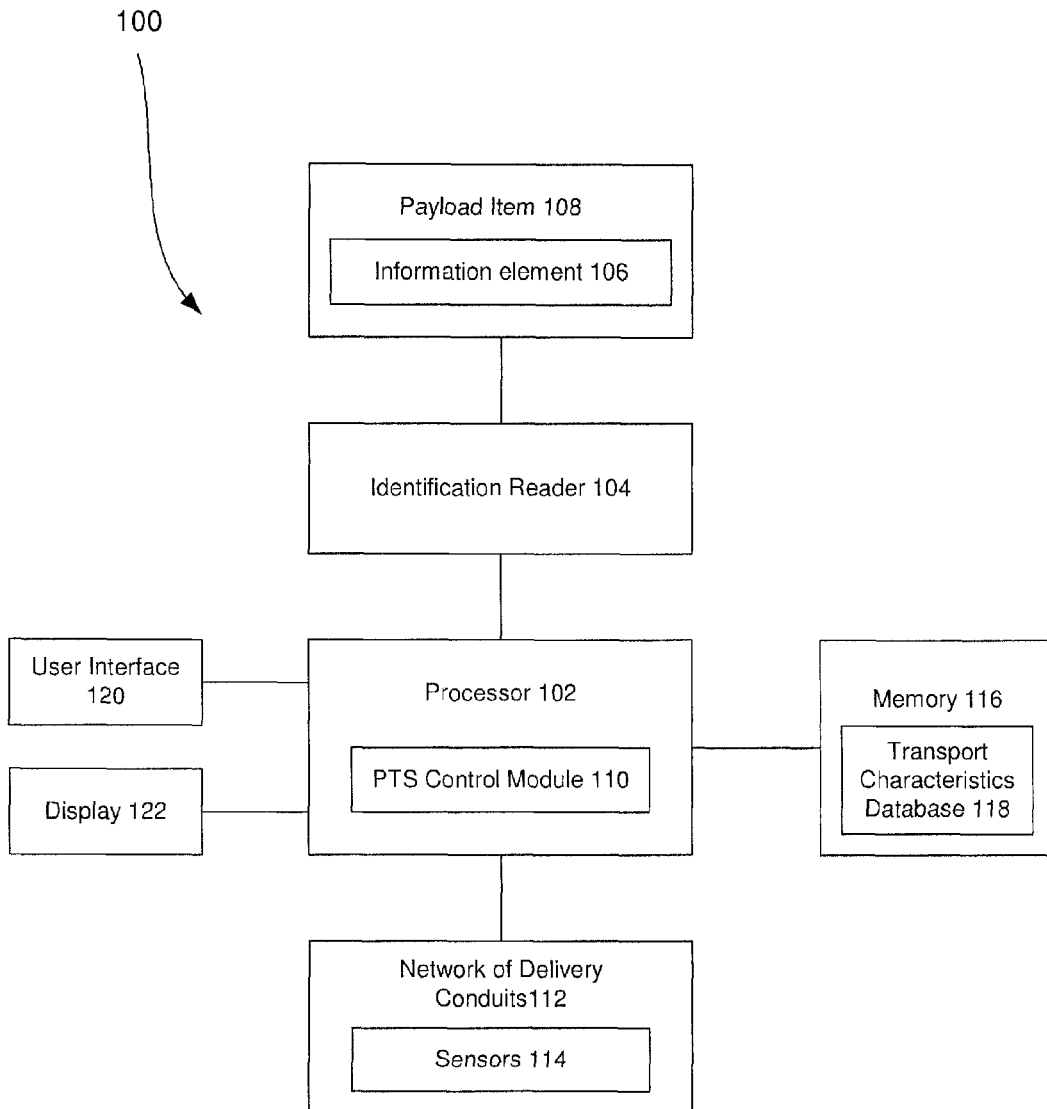 100
Payload Item 108
Information element 106
Identification Reader 104
User Interface
120
Processor 102
Memory 116
PTS Control Module 110
Transport
Characteristics
Database 118
Display 122
Network of Delivery
Conduits112
Sensors 114